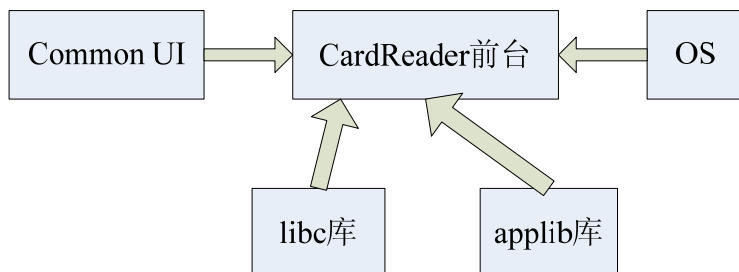 Common UI
CardReader前台
OS
libc库
applib库